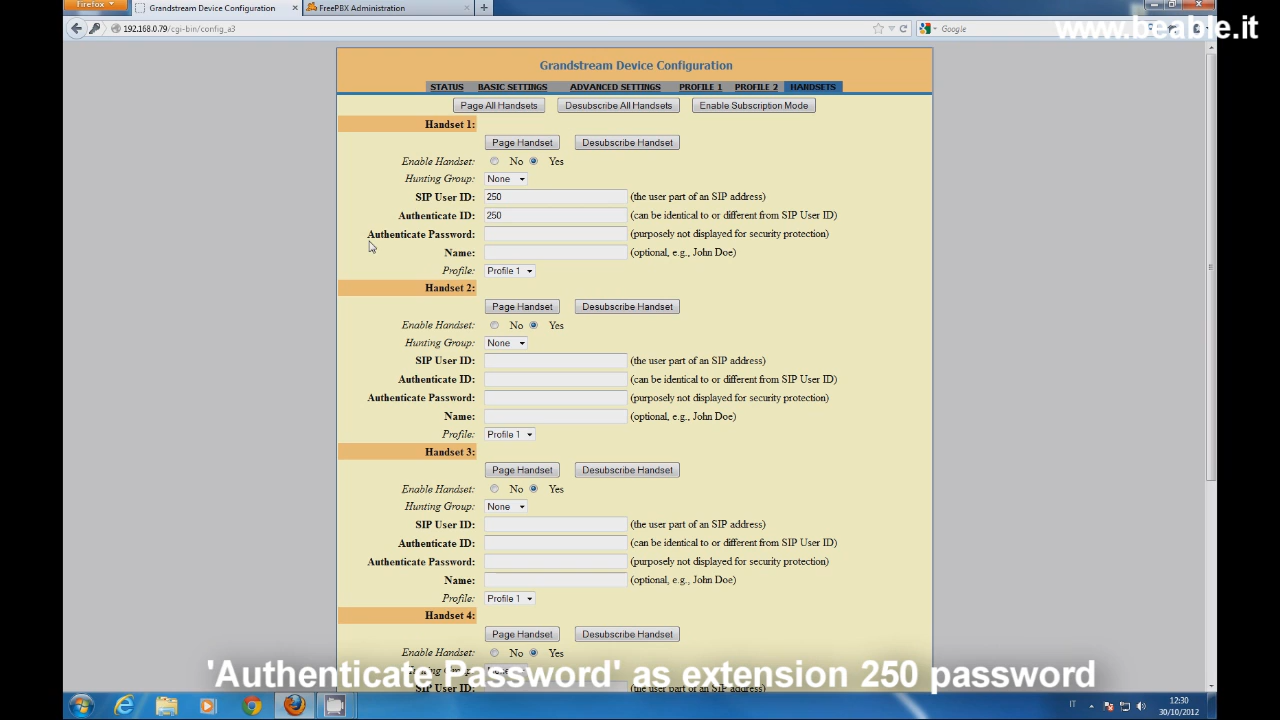 Firefox
Grandstream Device Configuration
FreePBX Administration
www.beable.it
192.168.0.79/cgi-bin/config_a3
Google
Grandstream Device Configuration
STATUS BASIC SETTINGS ADVANCED SETTINGS PROFILE 1 PROFILE 2 HANDSETS
Page All Handsets Desubscribe All Handsets Enable Subscription Mode
Handset 1:
Page Handset Desubscribe Handset
Enable Handset: No Yes
Hunting Group: None
SIP User ID: 250 (the user part of an SIP address)
Authenticate ID: 250 (can be identical to or different from SIP User ID)
Authenticate Password: (purposely not displayed for security protection)
Name: (optional, e.g., John Doe)
Profile: Profile 1
Handset 2:
Page Handset Desubscribe Handset
Enable Handset: No Yes
Hunting Group: None
SIP User ID: (the user part of an SIP address)
Authenticate ID: (can be identical to or different from SIP User ID)
Authenticate Password: (purposely not displayed for security protection)
Name: (optional, e.g., John Doe)
Profile: Profile 1
Handset 3:
Page Handset Desubscribe Handset
Enable Handset: No Yes
Hunting Group: None
SIP User ID: (the user part of an SIP address)
Authenticate ID: (can be identical to or different from SIP User ID)
Authenticate Password: (purposely not displayed for security protection)
Name: (optional, e.g., John Doe)
Profile: Profile 1
Handset 4:
Page Handset Desubscribe Handset
Enable Handset: No Yes
'Authenticate Password' as extension 250 password
SIP User ID: (the user part of an SIP address)
IT
12:30
30/10/2012